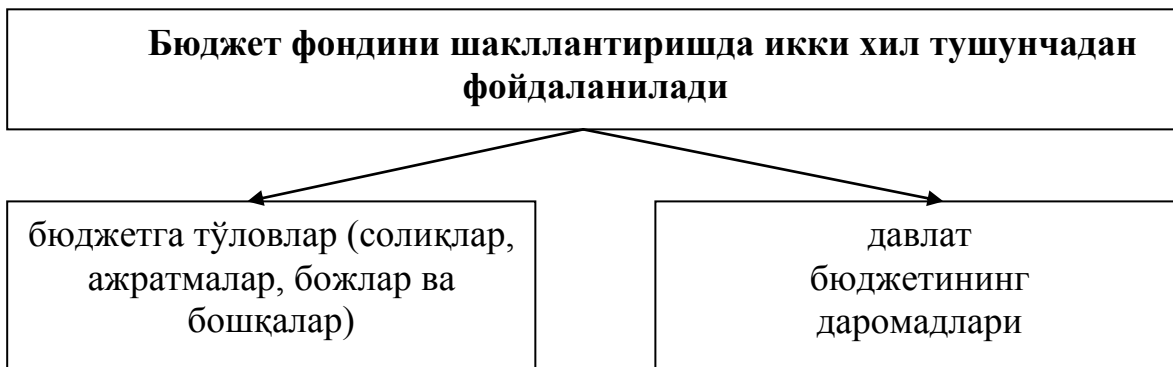 Бюджет фондини шакллантиришда икки хил тушунчадан
фойдаланилади
бюджетга тўловлар (солиқлар,
ажратмалар, божлар ва
бошқалар)
давлат
бюджетининг
даромадлари